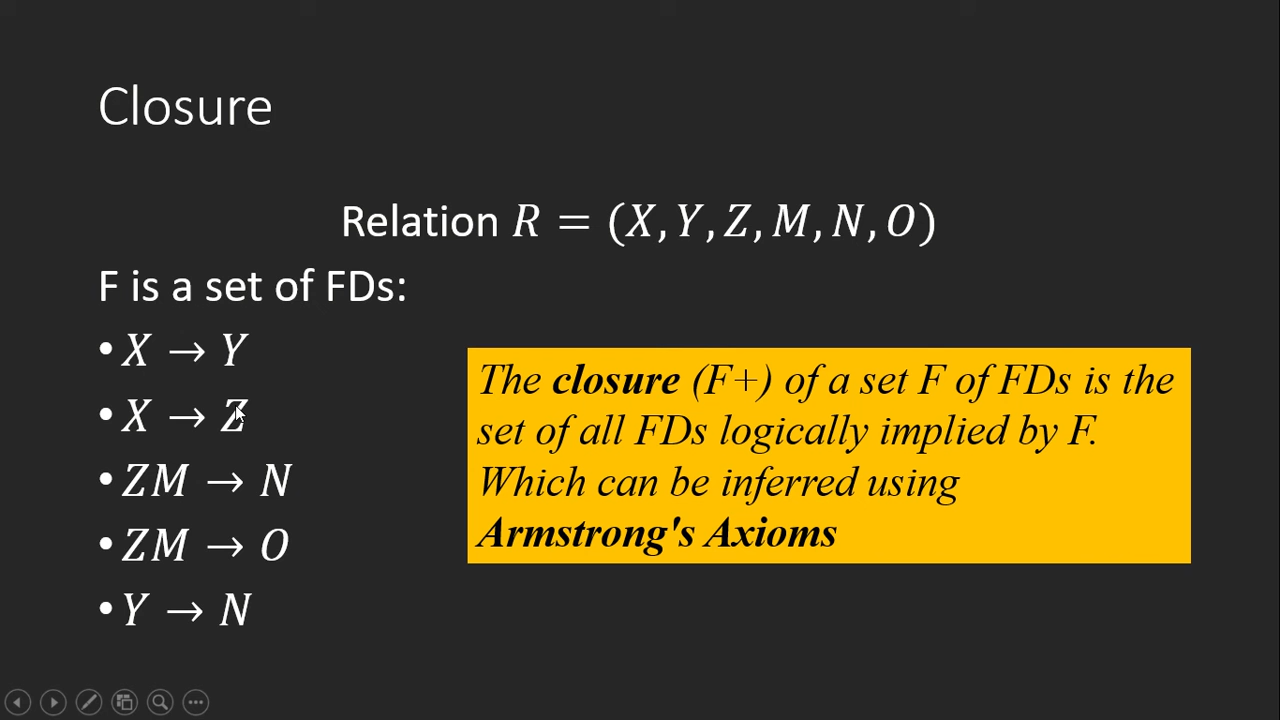 Closure
Relation R = (X, Y, Z, M, N, O)
F is a set of FDs:
• X → Y
• X → Z
• ZM → N
• ZM → O
• Y → N
The closure (F+) of a set F of FDs is the
set of all FDs logically implied by F.
Which can be inferred using
Armstrong's Axioms